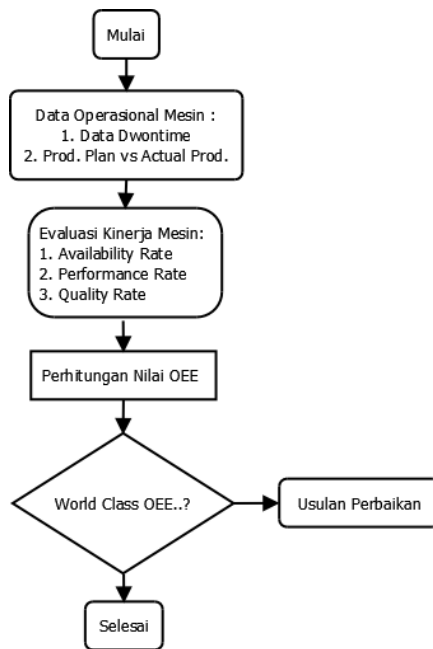 Mulai
Data Operasional Mesin :
1. Data Dwontime
2. Prod. Plan vs Actual Prod.
Evaluasi Kinerja Mesin:
1. Availability Rate
2. Performance Rate
3. Quality Rate
Perhitungan Nilai OEE
World Class OEE..?
Usulan Perbaikan
Selesai